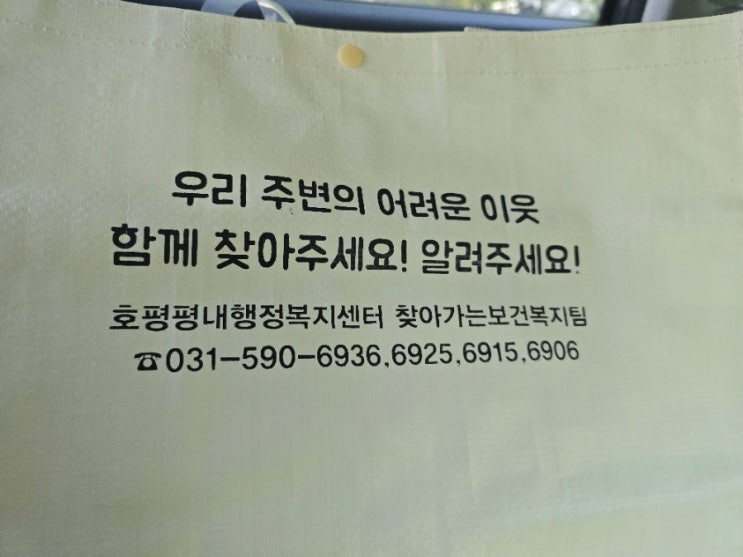 우리 주변의 어려운 이웃
함께 찾아주세요! 알려주세요!
호평평내행정복지센터 찾아가는보건복지팀
☎031-590-6936,6925,6915,6906